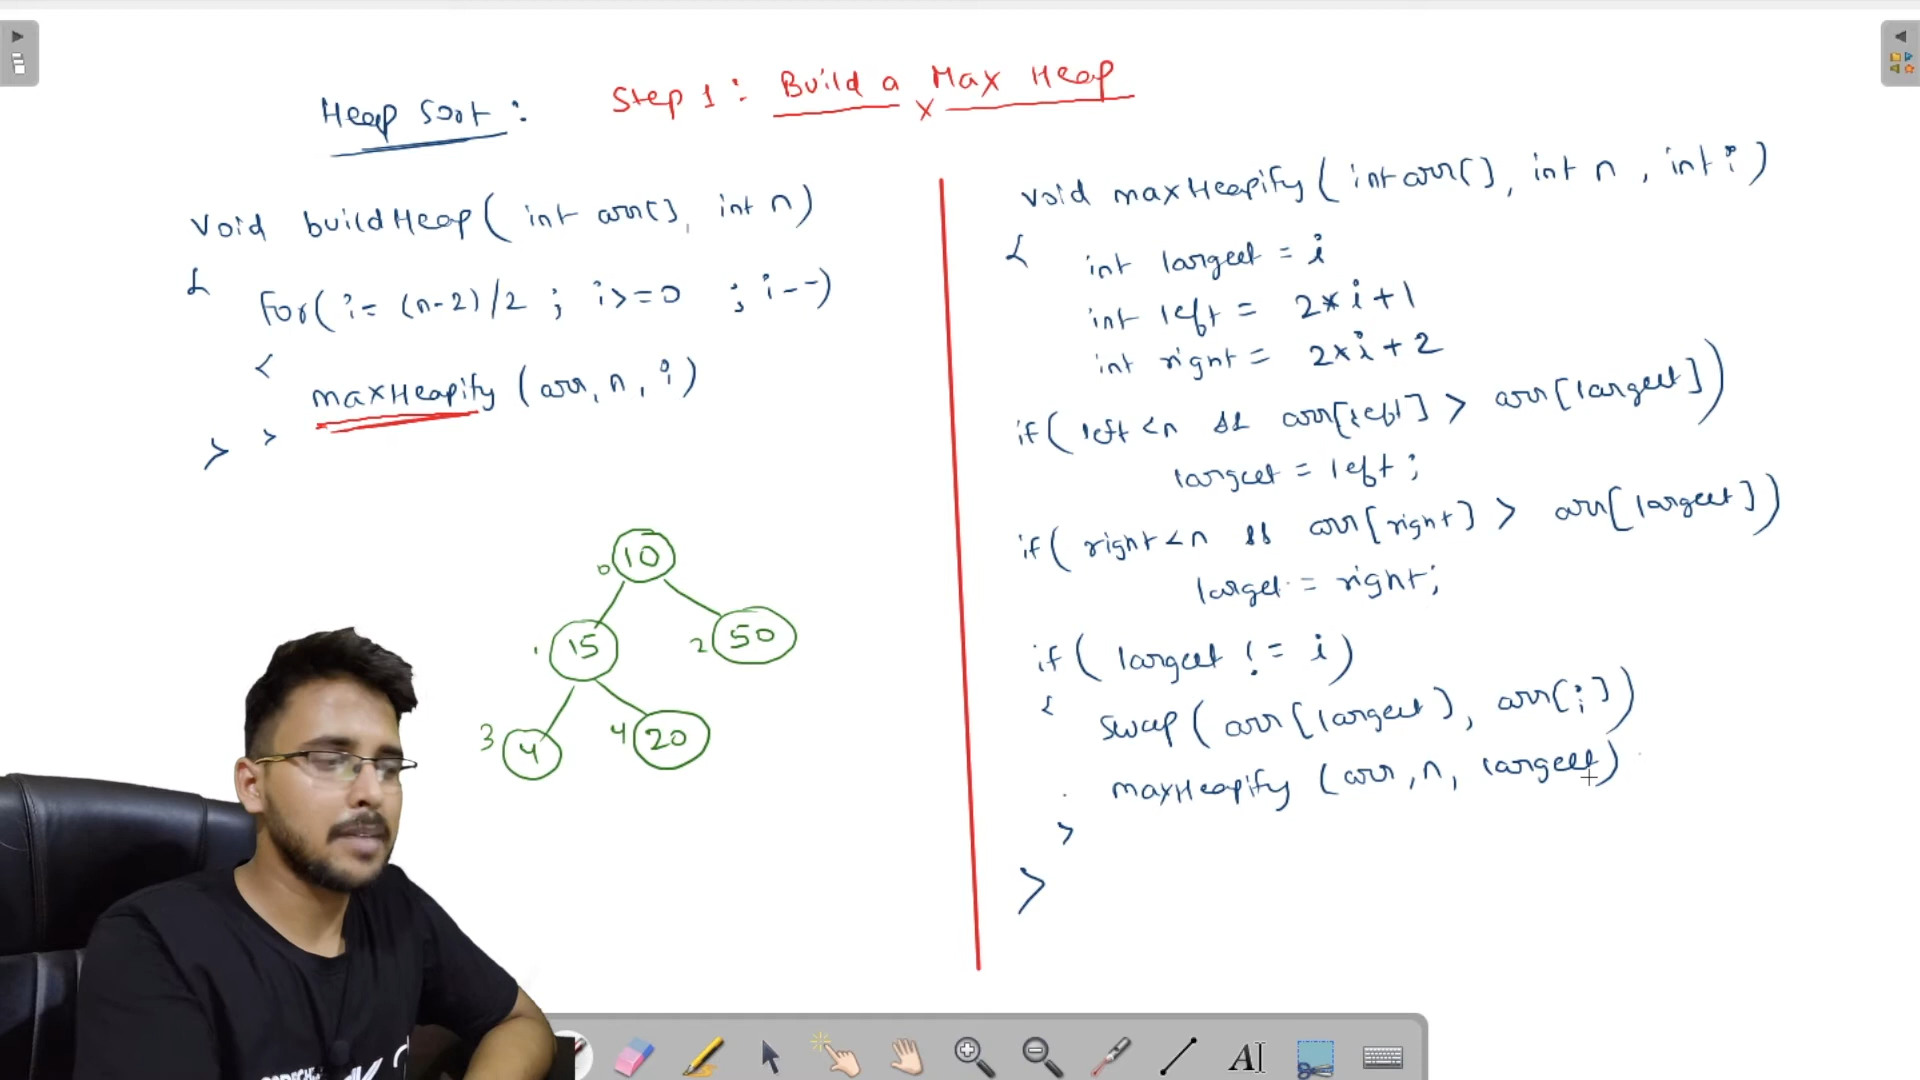 Heap Sort :
Step 1 : Build a Max Heap
x
void buildHeap ( int arr[], int n)
{
For( i = (n-2)/2 ; i>=0 ; i--)
{
maxHeapify (arr, n, i)
}
}
10
0
15
1
50
2
4
3
20
4
void maxHeapify ( int arr[], int n , int i )
{
int largest = i
int left = 2*i+1
int right = 2*i+2
if( left <n && arr[left] > arr[largest])
largest = left ;
if( right <n && arr[right] > arr[largest])
larget = right;
if( largest != i)
{
swap( arr[largest], arr[i])
maxHeapify (arr, n, largest)
}
}
A